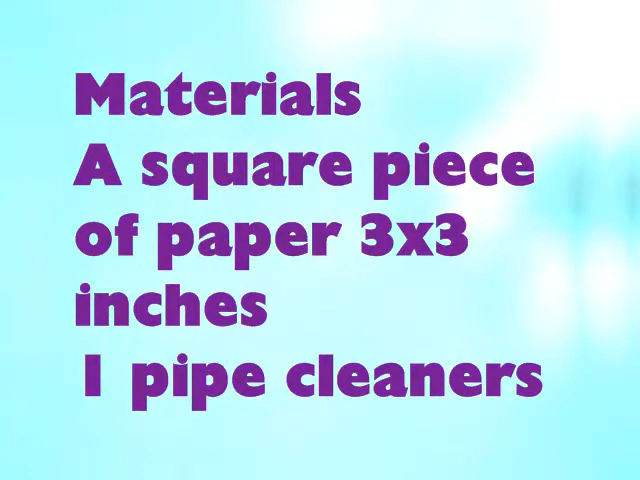 Materials
A square piece
of paper 3x3
inches
1 pipe cleaners